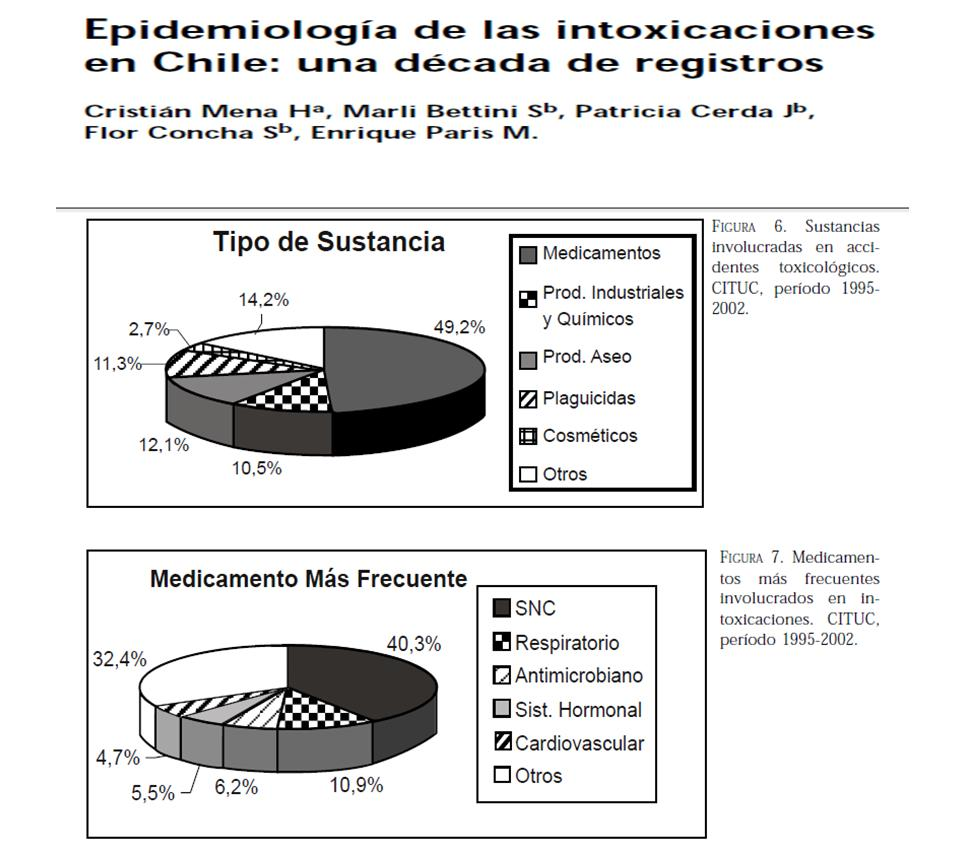 Epidemiología de las intoxicaciones
en Chile: una década de registros
Cristián Mena Hª, Marli Bettini Sᵇ, Patricia Cerda Jᵇ,
Flor Concha Sᵇ, Enrique Paris M.
Tipo de Sustancia
14,2%
2,7%
49,2%
11,3%
12,1%
10,5%
Medicamentos
Prod. Industriales
y Químicos
Prod. Aseo
Plaguicidas
Cosméticos
Otros
FIGURA 6. Sustancias
involucradas en acci-
dentes toxicológicos.
CITUC, período 1995-
2002.
Medicamento Más Frecuente
40,3%
32,4%
4,7%
5,5%
6,2%
10,9%
SNC
Respiratorio
Antimicrobiano
Sist. Hormonal
Cardiovascular
Otros
FIGURA 7. Medicamen-
tos más frecuentes
involucrados en in-
toxicaciones. CITUC,
período 1995-2002.